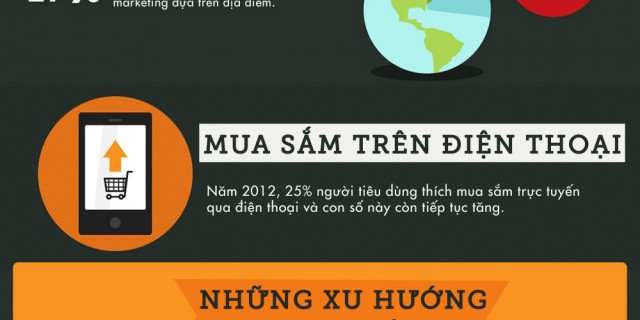 marketing dựa trên địa điểm.
MUA SẮM TRÊN ĐIỆN THOẠI
Năm 2012, 25% người tiêu dùng thích mua sắm trực tuyến
qua điện thoại và con số này còn tiếp tục tăng.
NHỮNG XU HƯỚNG